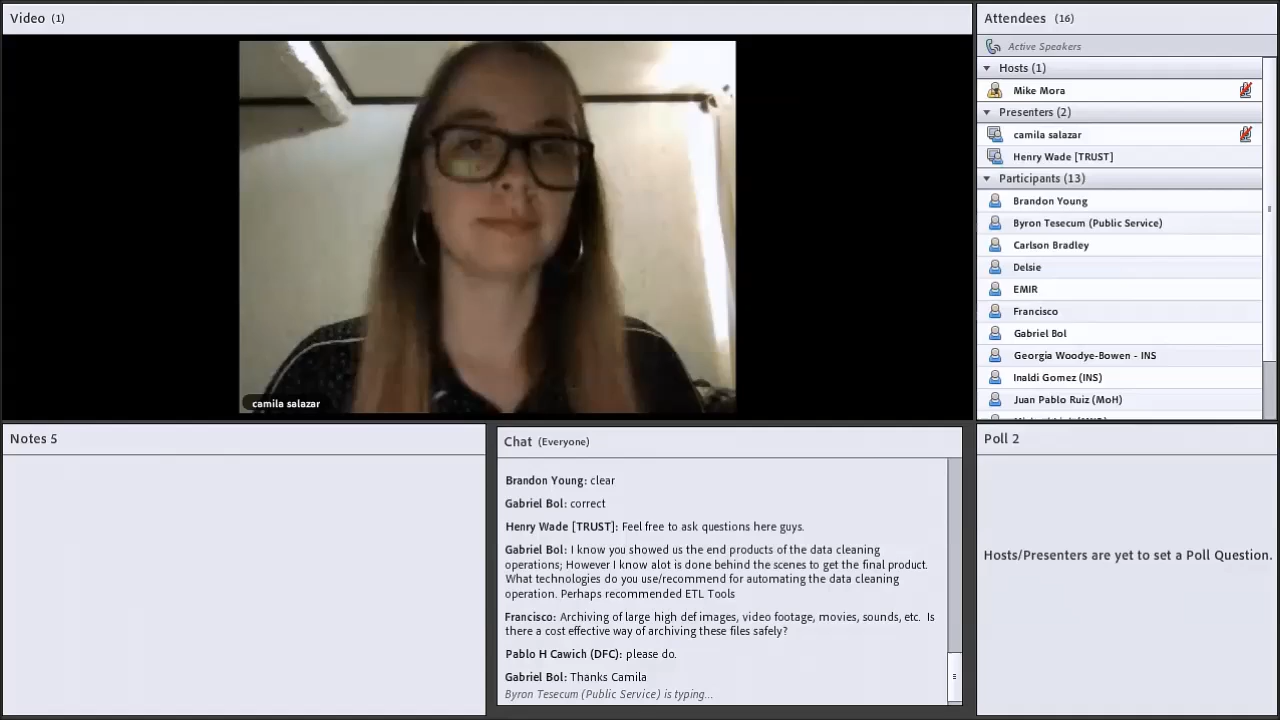 Video (1)
camila salazar
Attendees (16)
Active Speakers
Hosts (1)
Mike Mora
Presenters (2)
camila salazar
Henry Wade [TRUST]
Participants (13)
Brandon Young
Byron Tesecum (Public Service)
Carlson Bradley
Delsie
EMIR
Francisco
Gabriel Bol
Georgia Woodye-Bowen - INS
Inaldi Gomez (INS)
Juan Pablo Ruiz (MoH)
Notes 5
Chat (Everyone)
Brandon Young: clear
Gabriel Bol: correct
Henry Wade [TRUST]: Feel free to ask questions here guys.
Gabriel Bol: I know you showed us the end products of the data cleaning
operations; However I know alot is done behind the scenes to get the final product.
What technologies do you use/recommend for automating the data cleaning
operation. Perhaps recommended ETL Tools
Francisco: Archiving of large high def images, video footage, movies, sounds, etc. Is
there a cost effective way of archiving these files safely?
Pablo H Cawich (DFC): please do.
Gabriel Bol: Thanks Camila
Byron Tesecum (Public Service) is typing...
Poll 2
Hosts/Presenters are yet to set a Poll Question.